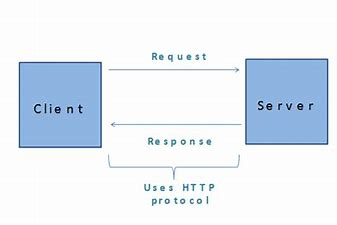 Request
Client
Server
Response
Uses HTTP
protocol